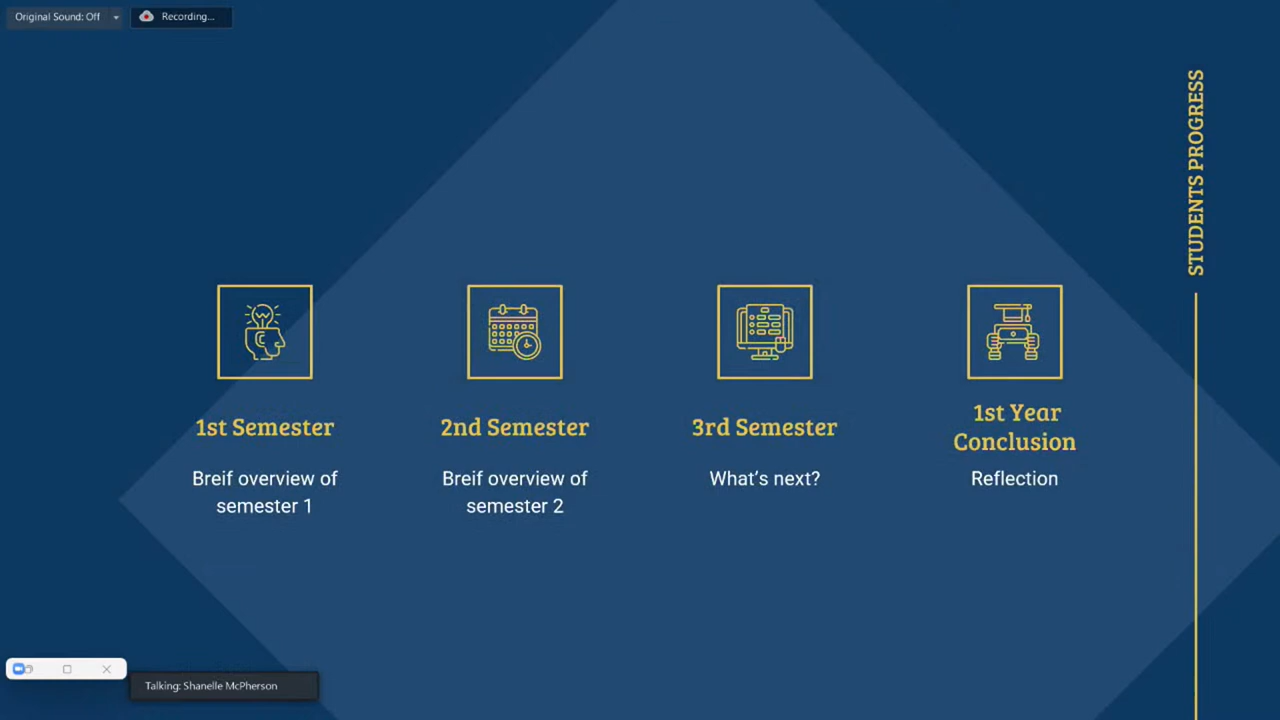 Original Sound: Off
Recording...
STUDENTS PROGRESS
1st Semester
Breif overview of
semester 1
2nd Semester
Breif overview of
semester 2
3rd Semester
What's next?
1st Year
Conclusion
Reflection
Talking: Shanelle McPherson